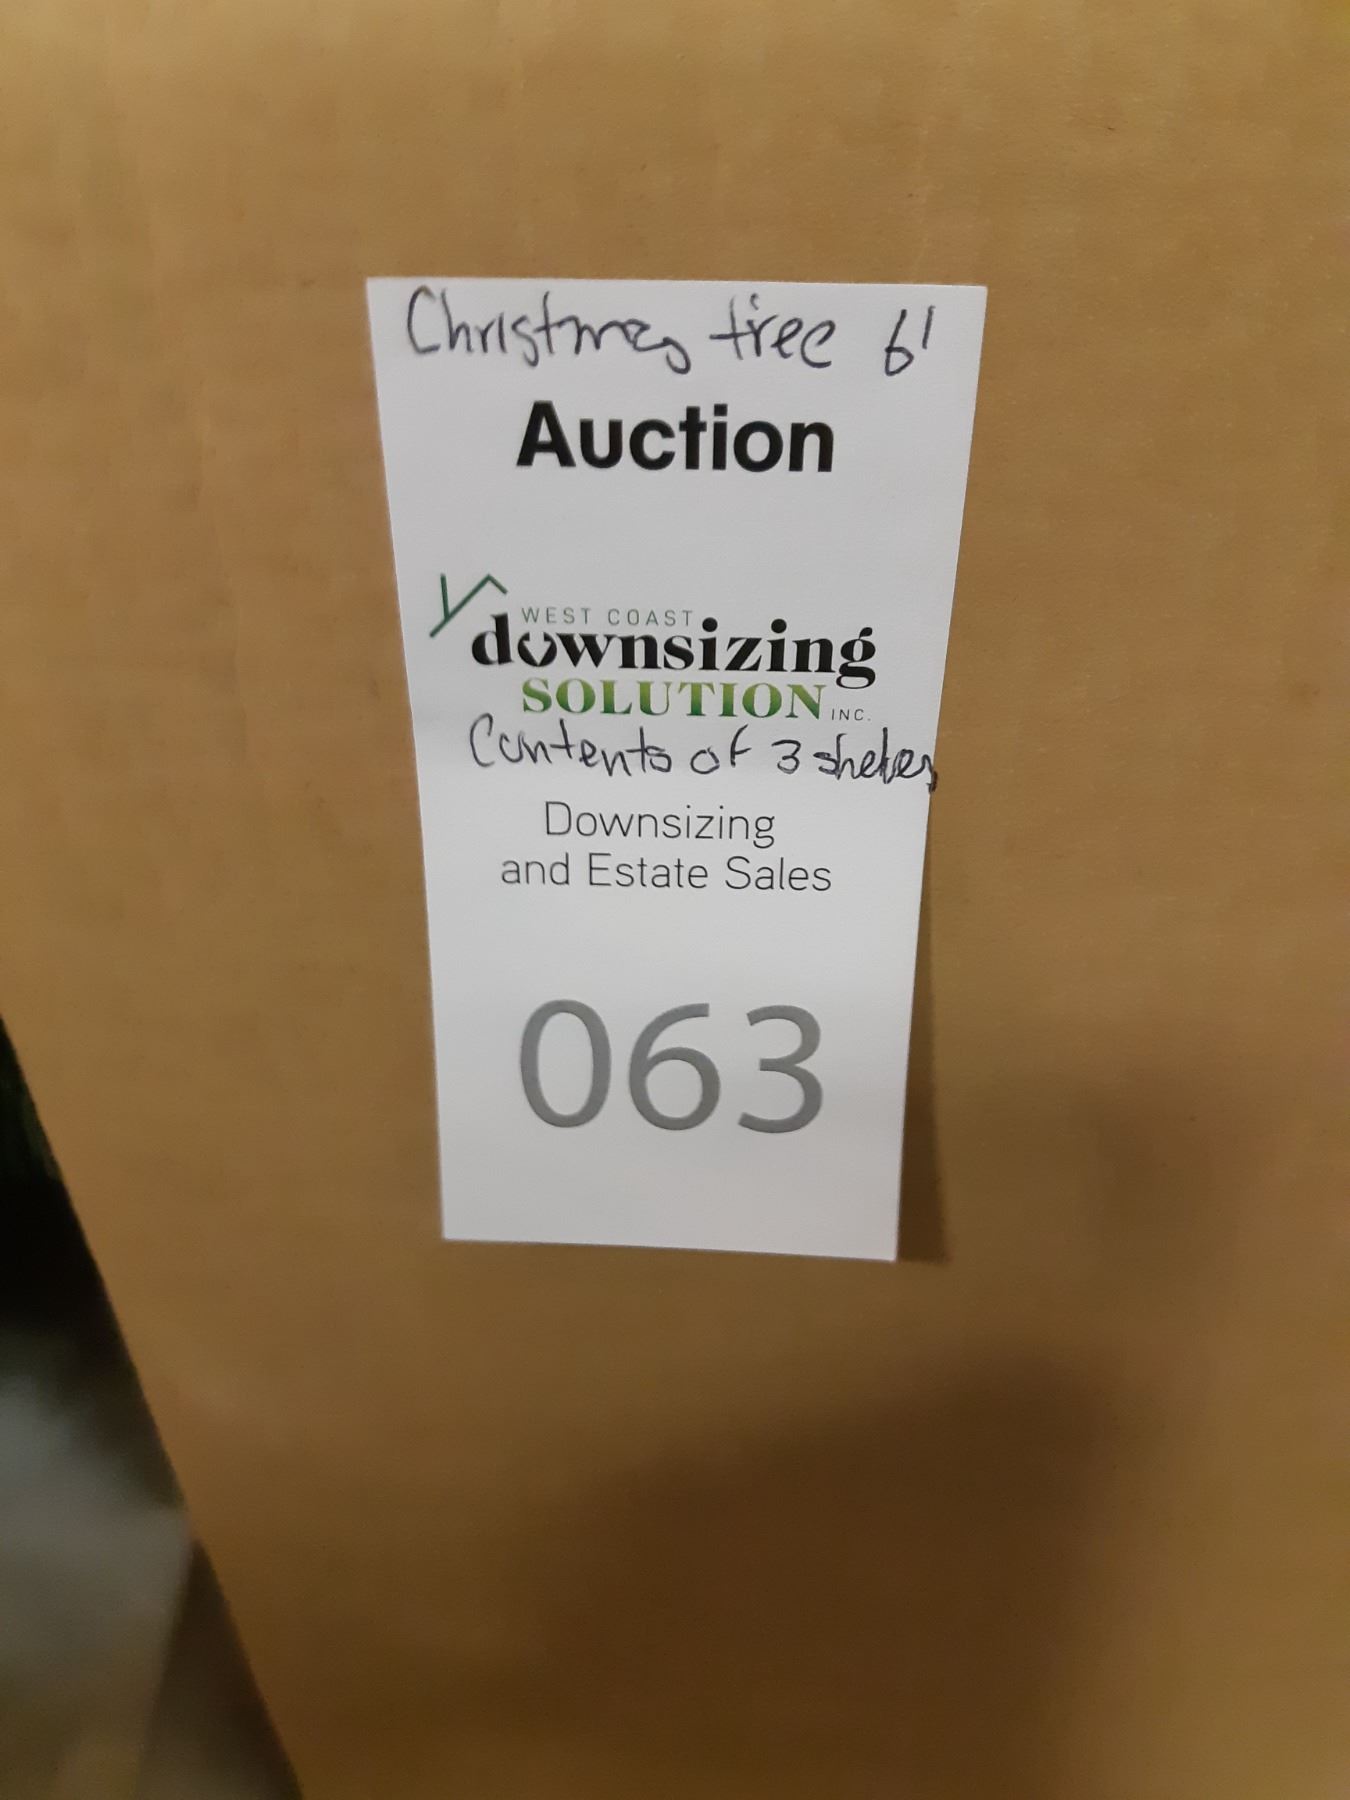 Christmas tree 6'
Auction
WEST COAST
downsizing
SOLUTION INC.
Contents of 3 shelves
Downsizing
and Estate Sales
063